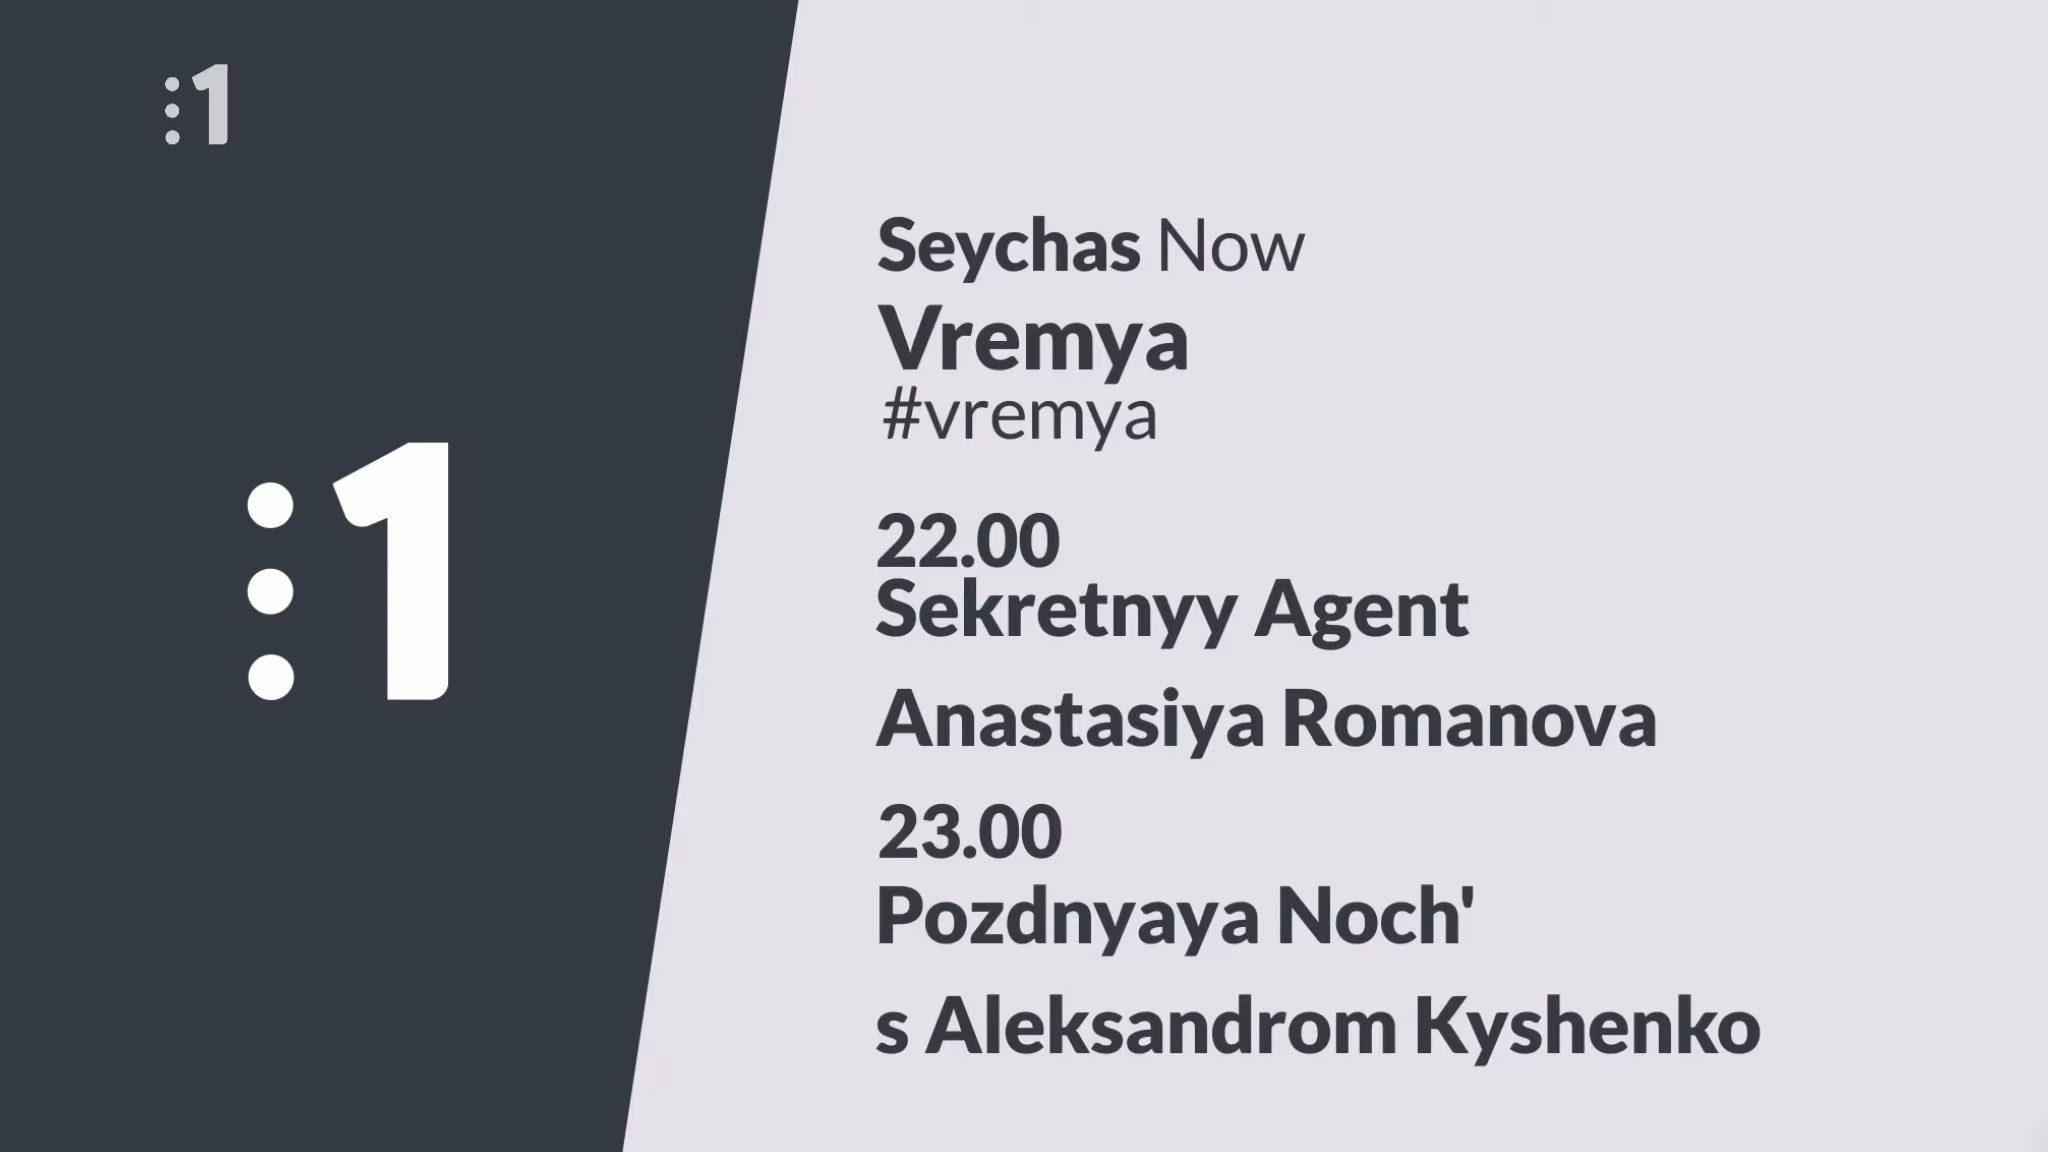 :1
:1
Seychas Now
Vremya
#vremya
22.00
Sekretnyy Agent
Anastasiya Romanova
23.00
Pozdnyaya Noch'
s Aleksandrom Kyshenko